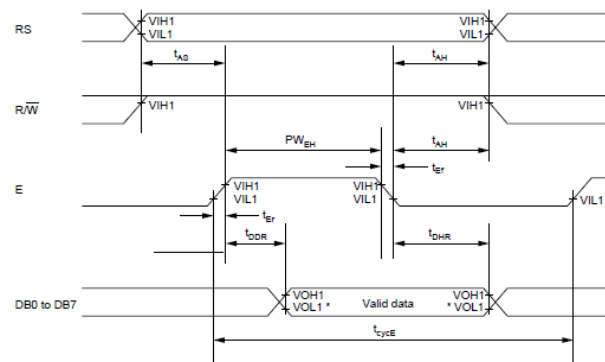 RS
VIH1
VIL1
VIH1
VIL1
tAS
tAH
R/W
VIH1
VIH1
PWEH
tAH
tEf
E
VIH1
VIL1
VIH1
VIL1
VIL1
tEr
tDDR
tDHR
DB0 to DB7
VOH1
VOL1 *
Valid data
VOH1
* VOL1
tcycE